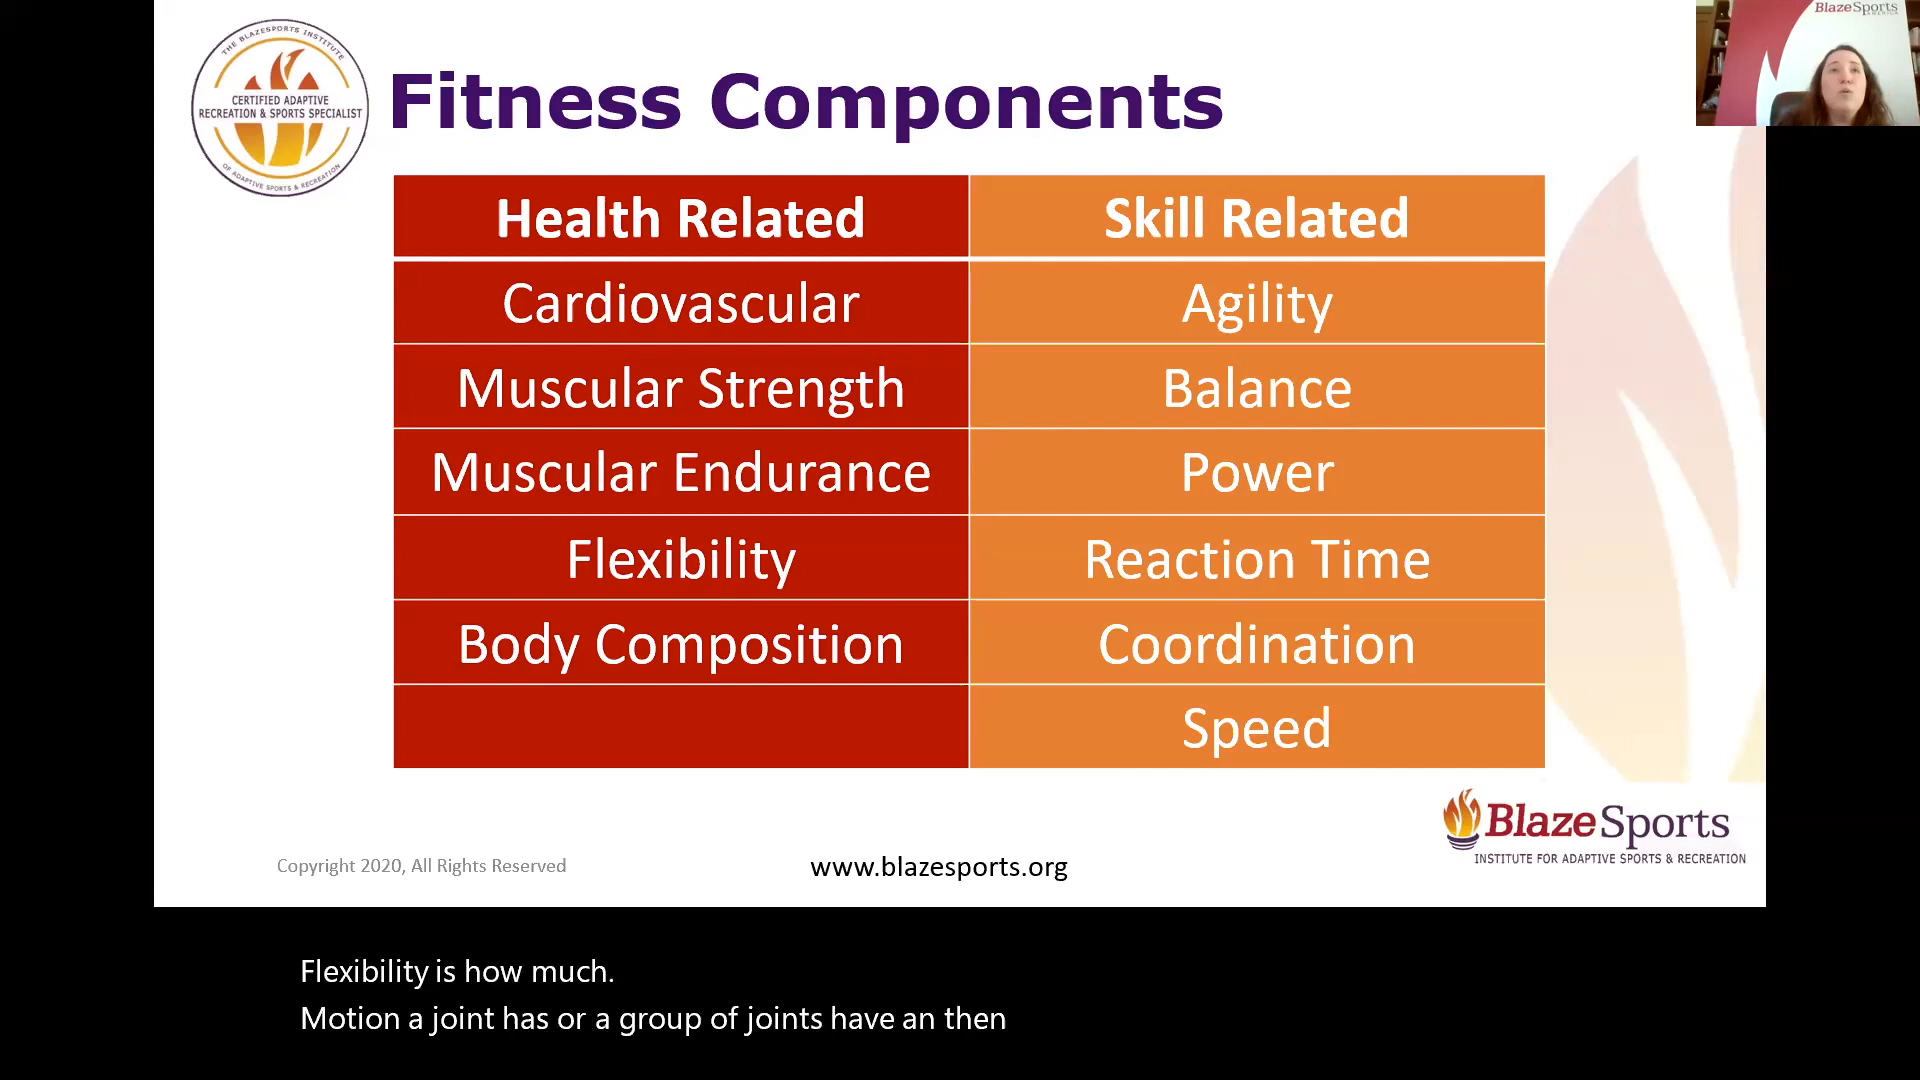 THE BLAZESPORTS INSTITUTE
CERTIFIED ADAPTIVE
RECREATION & SPORTS SPECIALIST
OF ADAPTIVE SPORTS & RECREATION
Fitness Components
Health Related Skill Related
Cardiovascular Agility
Muscular Strength Balance
Muscular Endurance Power
Flexibility Reaction Time
Body Composition Coordination
Speed
BlazeSports
AMERICA
BlazeSports
INSTITUTE FOR ADAPTIVE SPORTS & RECREATION
Copyright 2020, All Rights Reserved
www.blazesports.org
Flexibility is how much.
Motion a joint has or a group of joints have an then